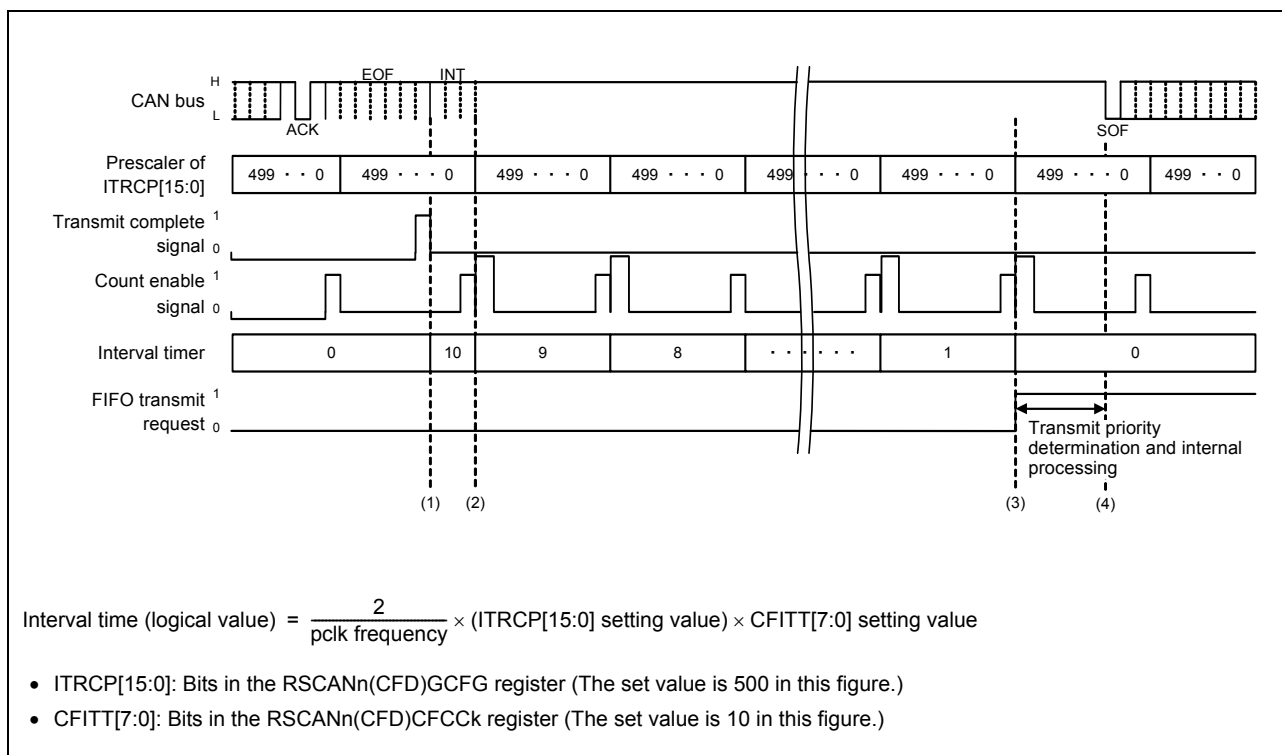 EOF INT
H
CAN bus
L
ACK SOF
Prescaler of
ITRCP[15:0]
499 · · · 0 499 · · · 0 499 · · · 0 499 · · · 0 499 · · · 0 499 · · · 0 499 · · · 0 499 · · 0
Transmit complete 1
signal 0
Count enable 1
signal 0
Interval timer 0 10 9 8 · · · · · · 1 0
FIFO transmit 1
request 0
Transmit priority
determination and internal
processing
(1) (2) (3) (4)
Interval time (logical value) = 2 / pclk frequency × (ITRCP[15:0] setting value) × CFITT[7:0] setting value
• ITRCP[15:0]: Bits in the RSCANn(CFD)GCFG register (The set value is 500 in this figure.)
• CFITT[7:0]: Bits in the RSCANn(CFD)CFCCk register (The set value is 10 in this figure.)